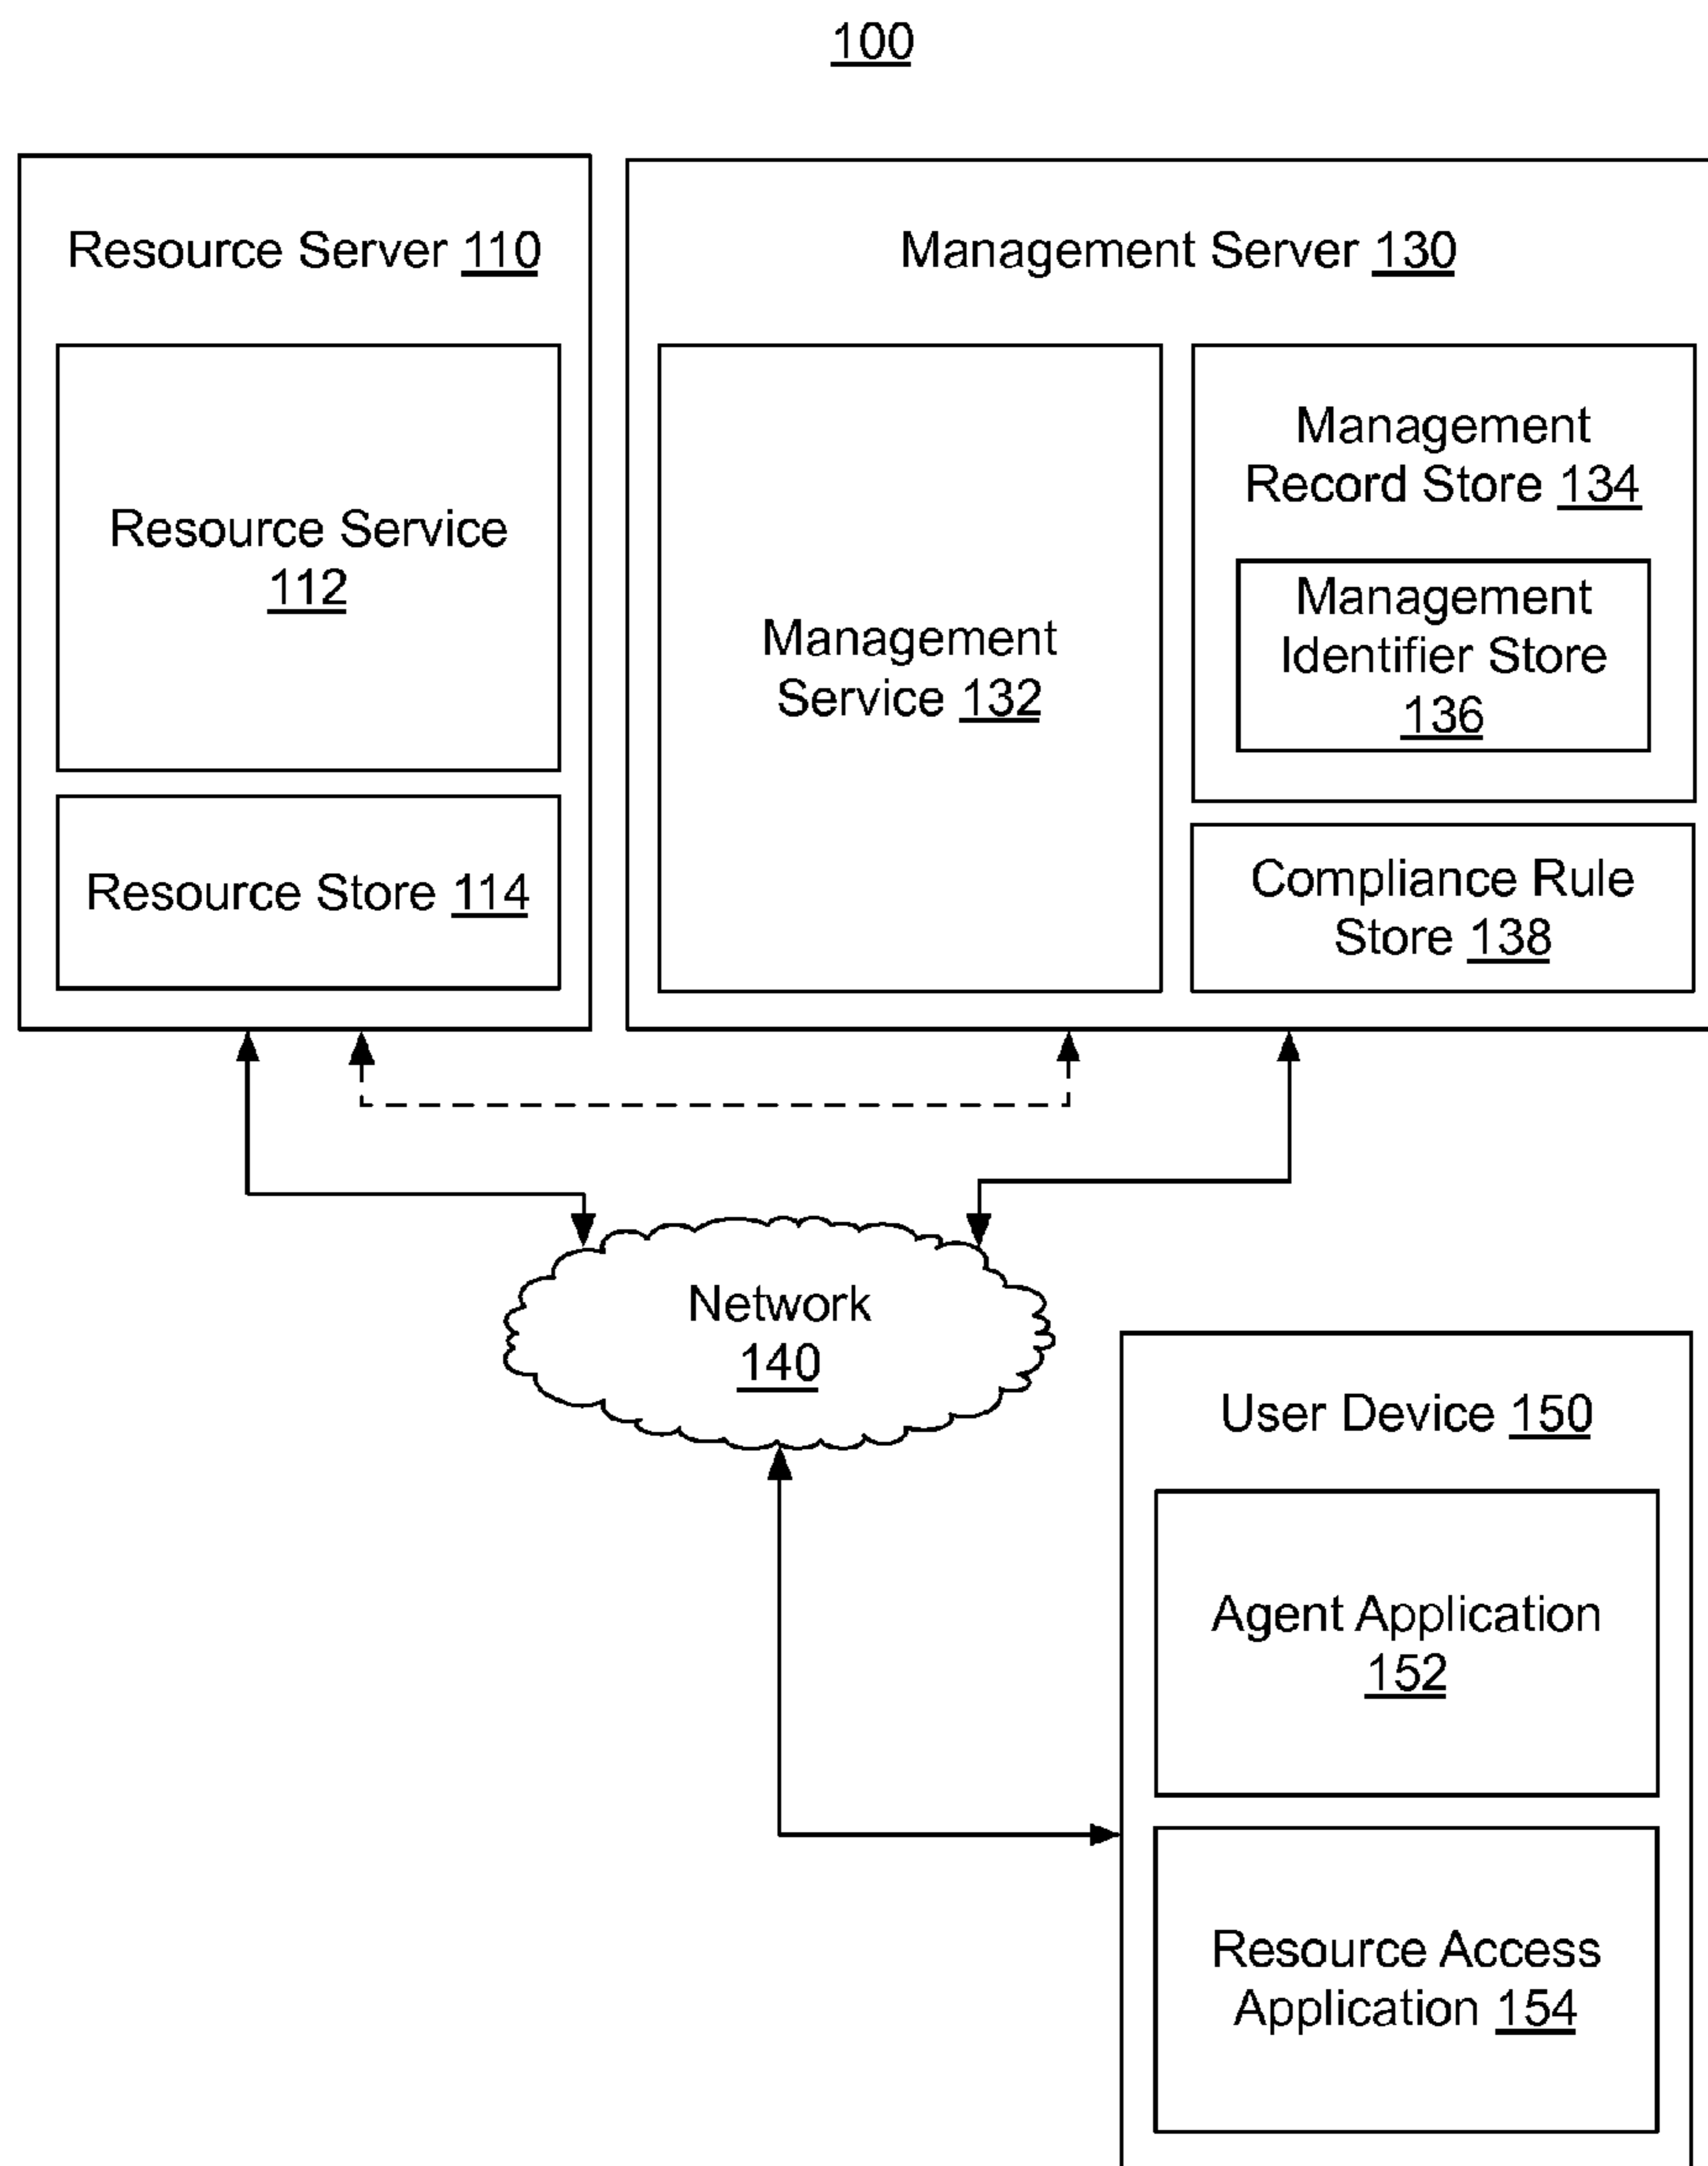 100
Resource Server 110
Resource Service
112
Resource Store 114
Management Server 130
Management
Service 132
Management
Record Store 134
Management
Identifier Store
136
Compliance Rule
Store 138
Network
140
User Device 150
Agent Application
152
Resource Access
Application 154